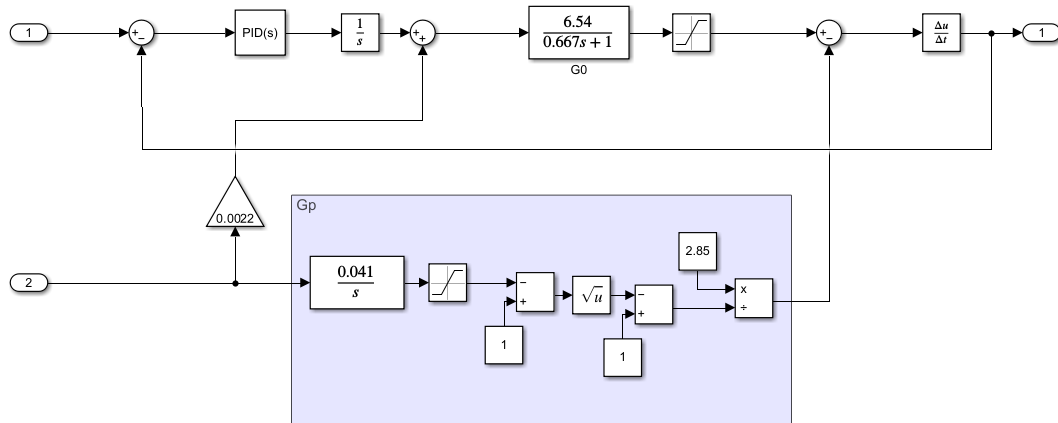 1
+
−
PID(s)
1
s
+
+
6.54
0.667s + 1
G0
+
−
Δu
Δt
1
0.0022
Gp
2
0.041
s
−
+
1
√u
−
+
1
2.85
x
÷